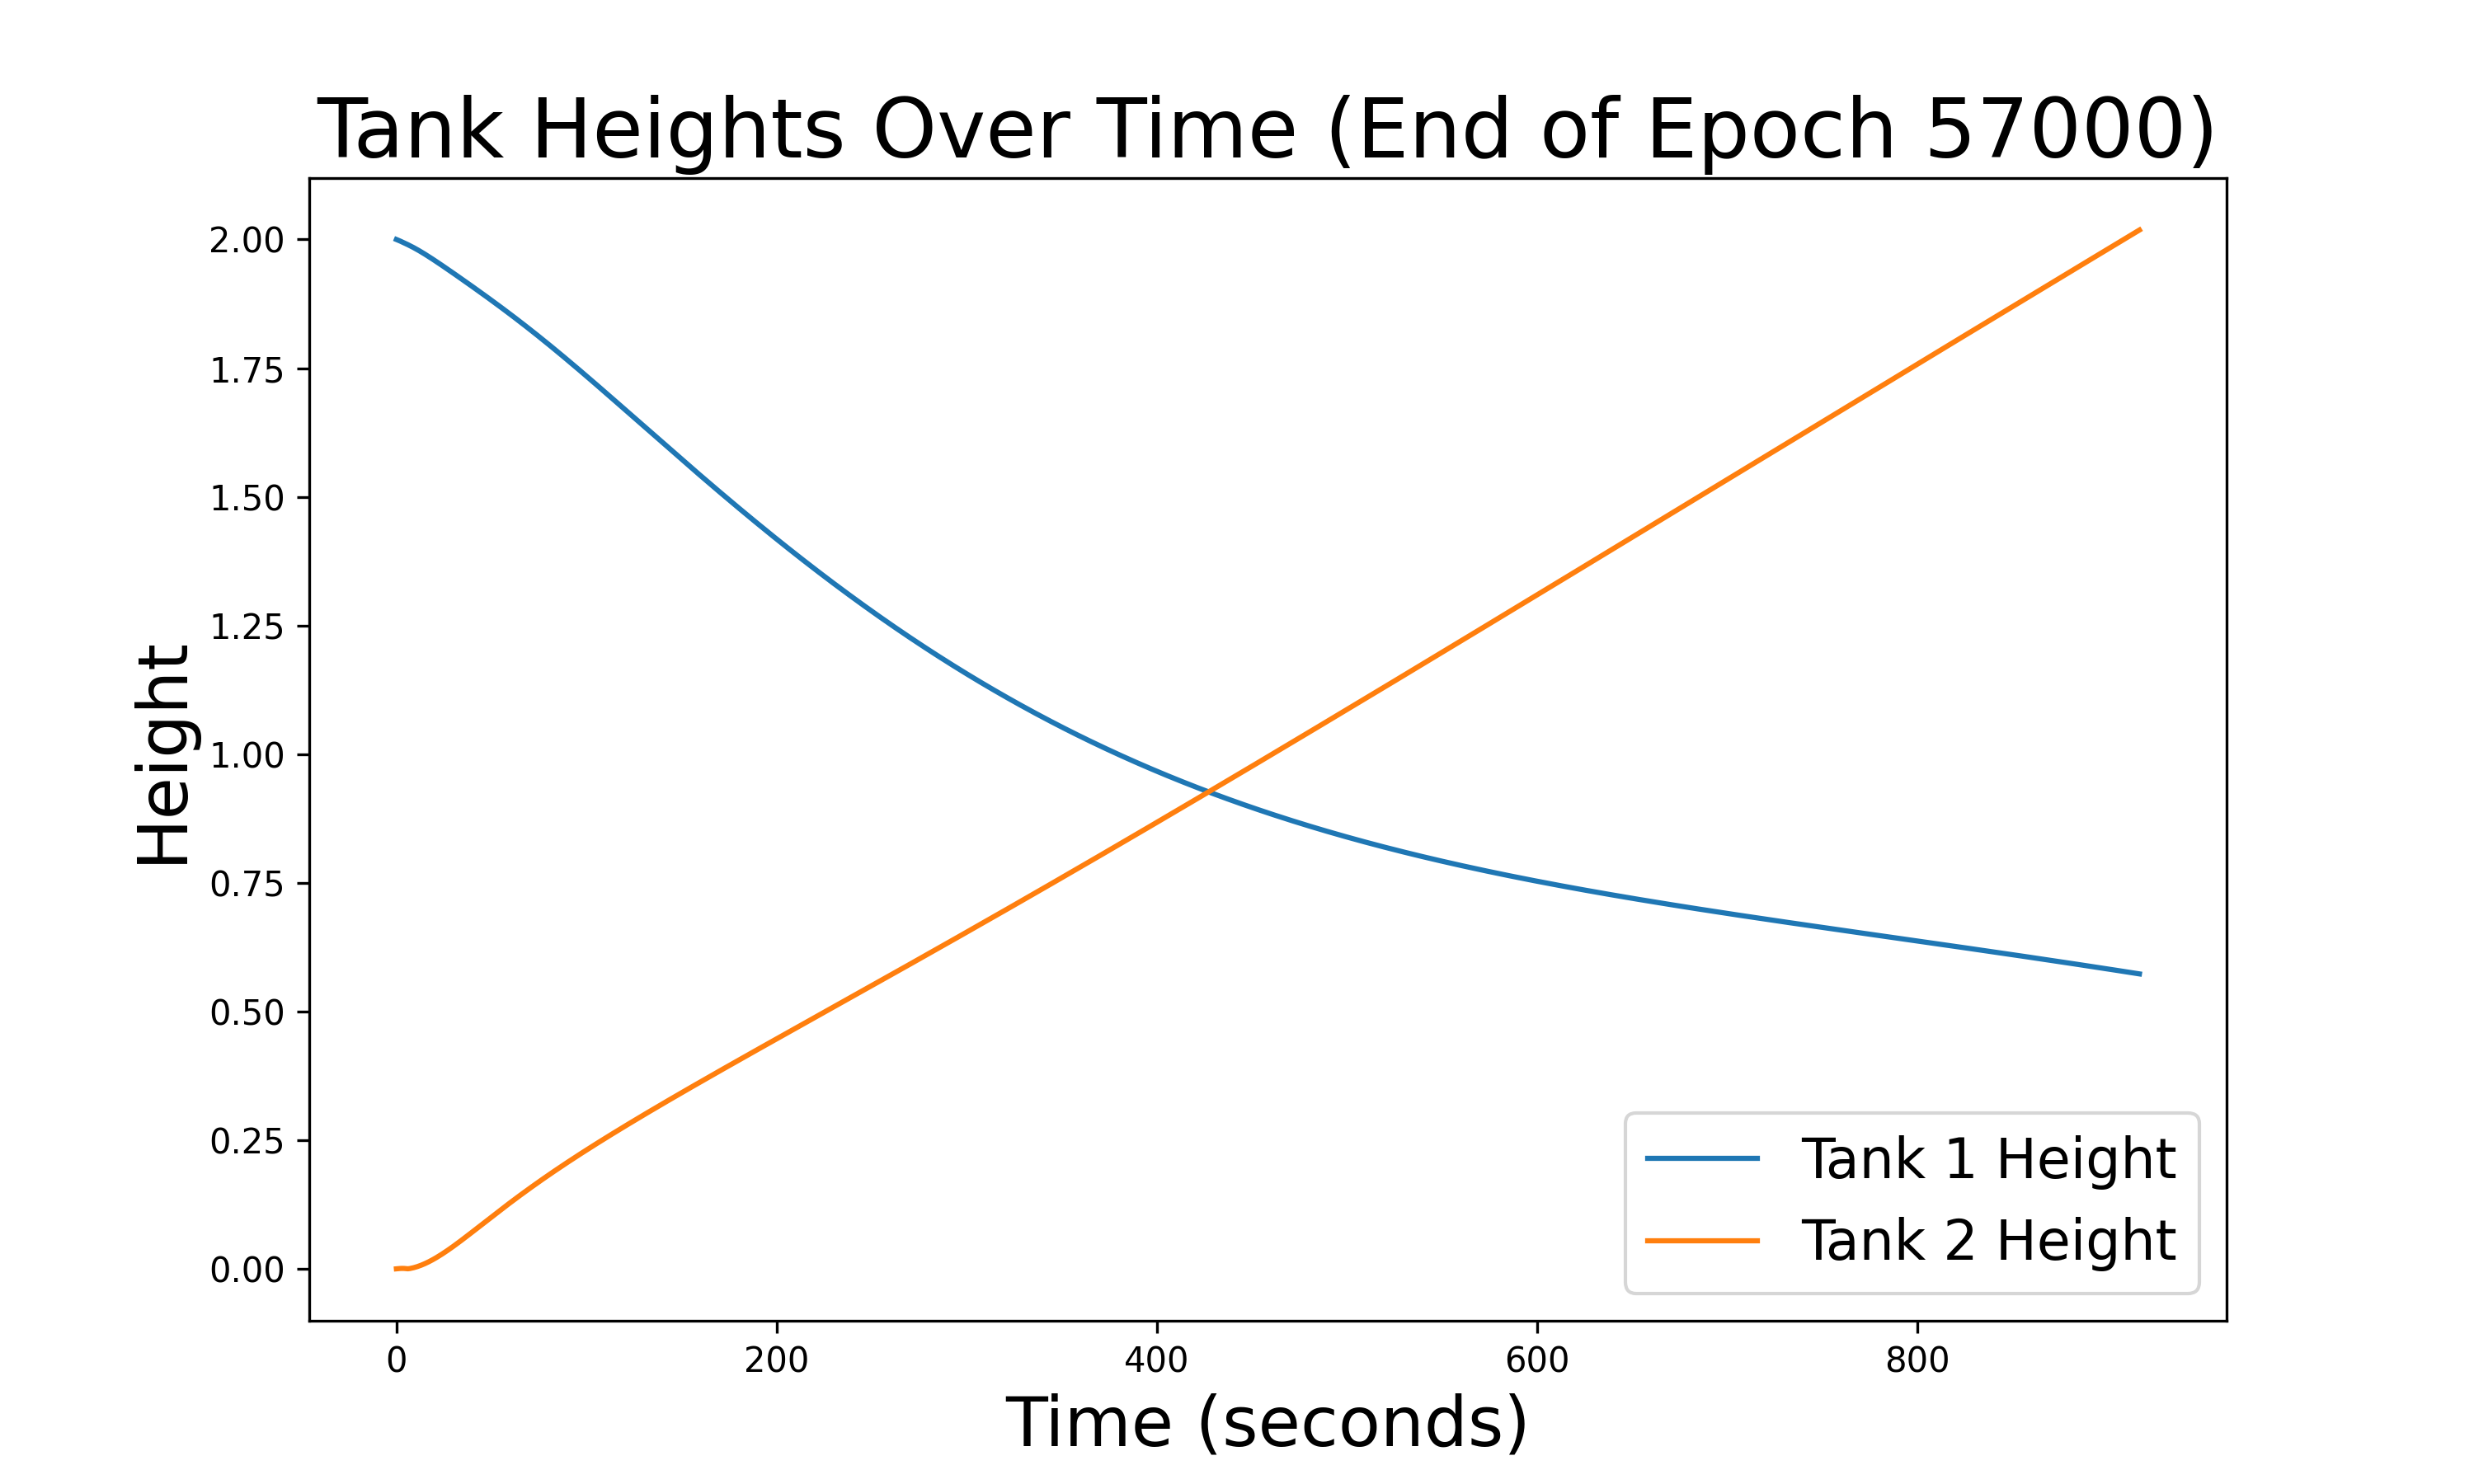 Tank Heights Over Time (End of Epoch 57000)
Height
2.00
1.75
1.50
1.25
1.00
0.75
0.50
0.25
0.00
Tank 1 Height
Tank 2 Height
0 200 400 600 800
Time (seconds)